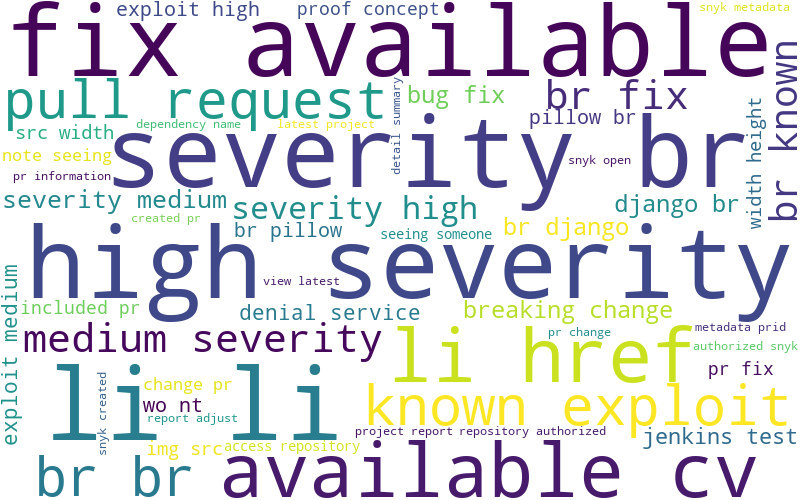 exploit high
proof concept
snyk metadata
fix available
br known
pull request
br fix
bug fix
detail summary
pillow br
width height
src width
dependency name
latest project
severity br
note seeing
snyk open
pr information
severity medium
severity high
django br
created pr
br pillow
seeing someone
br django
high severity
view latest
exploit medium
included pr
denial service
breaking change
medium severity
li href
pr change
metadata prid
authorized snyk
pr fix
li li
snyk created
change pr
known exploit
wo nt
report adjust
project report repository authorized
jenkins test
img src
access repository
br br
available cv